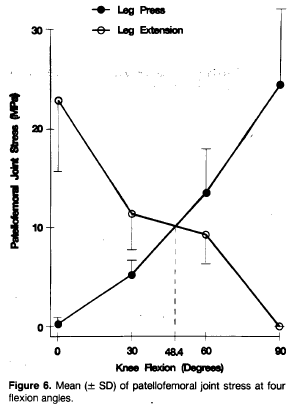 Leg Press
Leg Extension
Patellofemoral Joint Stress (MPa)
30
20
10
0
0
30
48.4
60
90
Knee Flexion (Degrees)
Figure 6. Mean (± SD) of patellofemoral joint stress at four
flexion angles.